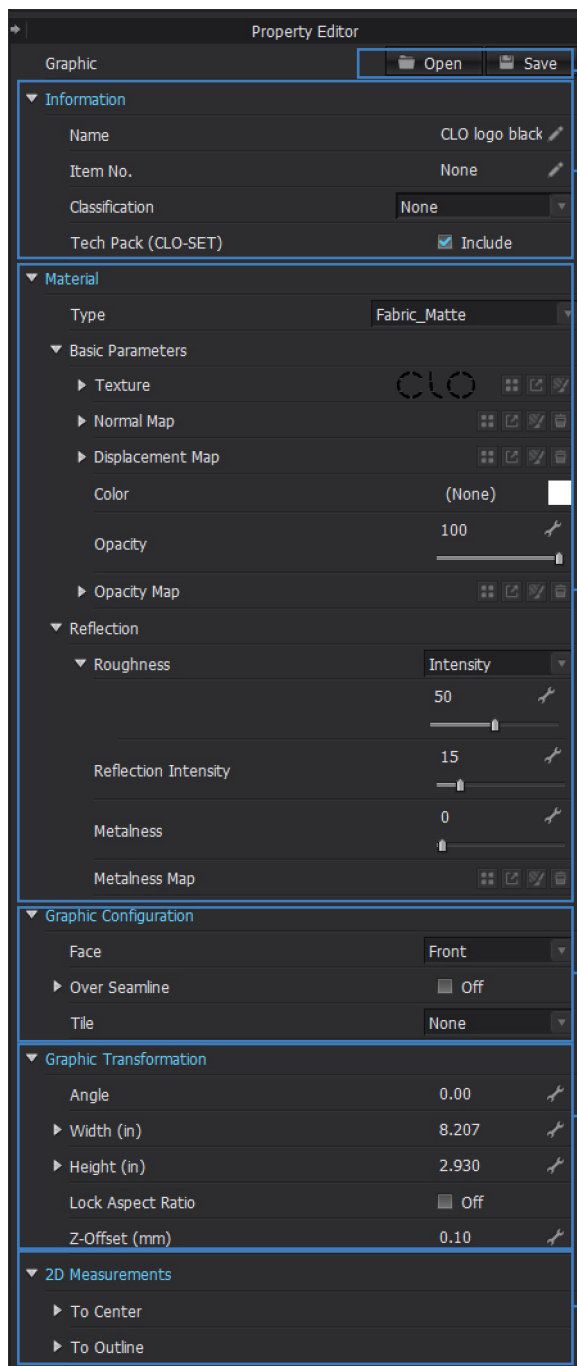 Property Editor
Graphic Open Save
Information
Name CLO logo black
Item No. None
Classification None
Tech Pack (CLO-SET) Include
Material
Type Fabric_Matte
Basic Parameters
Texture CLO
Normal Map
Displacement Map
Color (None)
Opacity 100
Opacity Map
Reflection
Roughness Intensity
50
Reflection Intensity 15
Metalness 0
Metalness Map
Graphic Configuration
Face Front
Over Seamline Off
Tile None
Graphic Transformation
Angle 0.00
Width (in) 8.207
Height (in) 2.930
Lock Aspect Ratio Off
Z-Offset (mm) 0.10
2D Measurements
To Center
To Outline